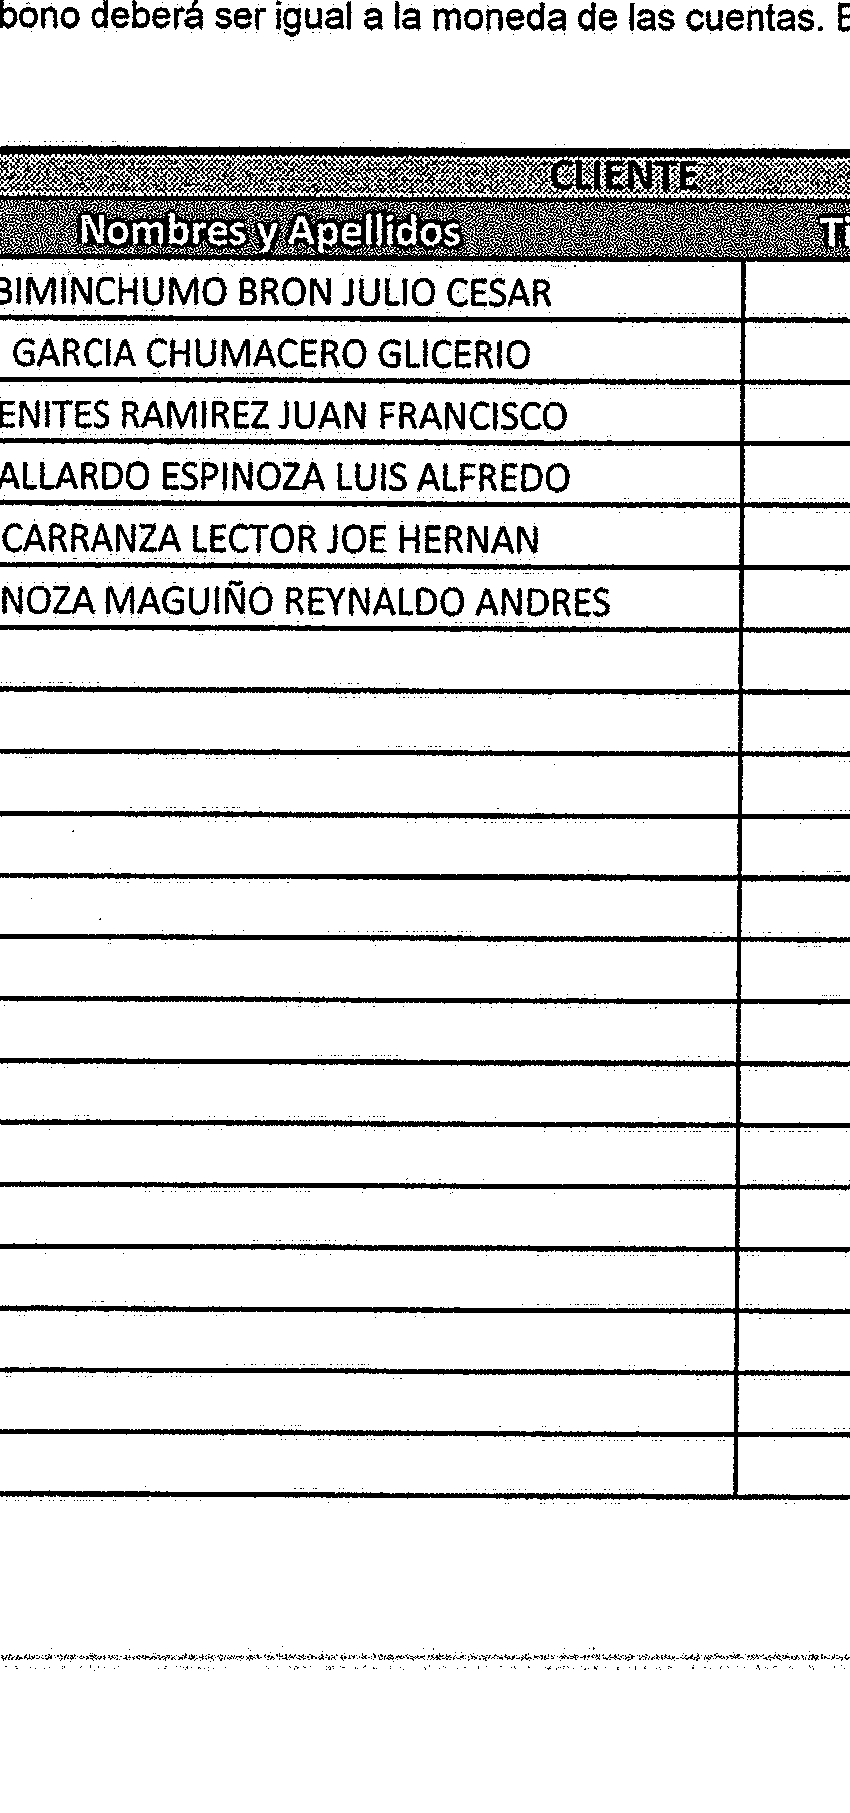 bono deberá ser igual a la moneda de las cuentas. E
CLIENTE
Nombres y Apellidos Ti
BIMINCHUMO BRON JULIO CESAR
GARCIA CHUMACERO GLICERIO
ENITES RAMIREZ JUAN FRANCISCO
ALLARDO ESPINOZA LUIS ALFREDO
CARRANZA LECTOR JOE HERNAN
NOZA MAGUIÑO REYNALDO ANDRES